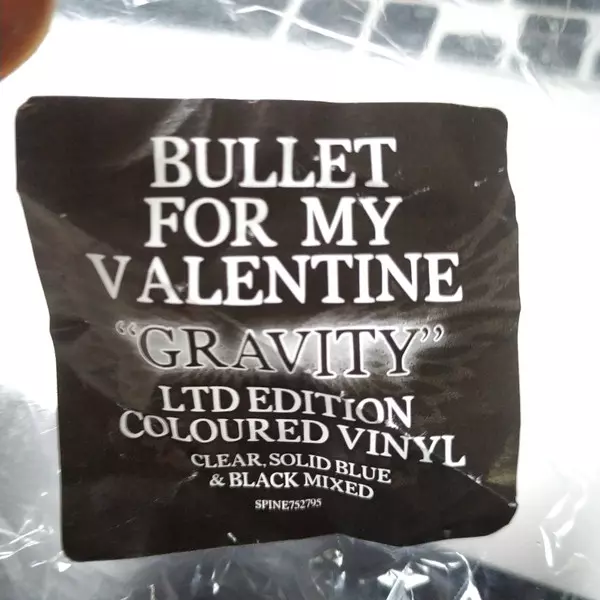 BULLET
FOR MY
VALENTINE
“GRAVITY”
LTD EDITION
COLOURED VINYL
CLEAR, SOLID BLUE
& BLACK MIXED
SPINE752795